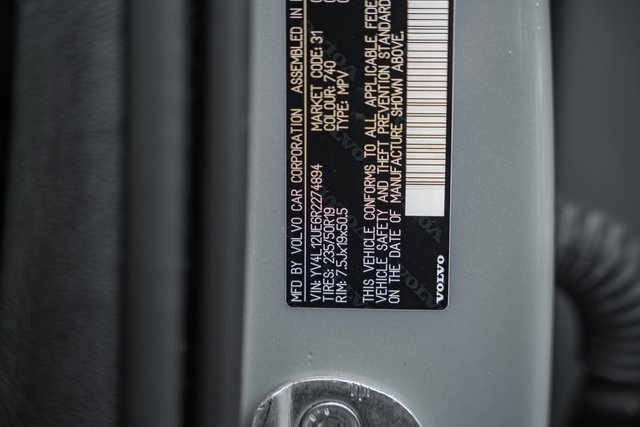 MFD BY VOLVO CAR CORPORATION ASSEMBLED IN
VIN: YV4L12UE6R2274894 MARKET CODE: 31
TIRES: 235/50R19 COLOUR: 740
RIM: 7.5Jx19x50.5 TYPE: MPV
THIS VEHICLE CONFORMS TO ALL APPLICABLE FEDE
VEHICLE SAFETY AND THEFT PREVENTION STANDARD
ON THE DATE OF MANUFACTURE SHOWN ABOVE.
VOLVO